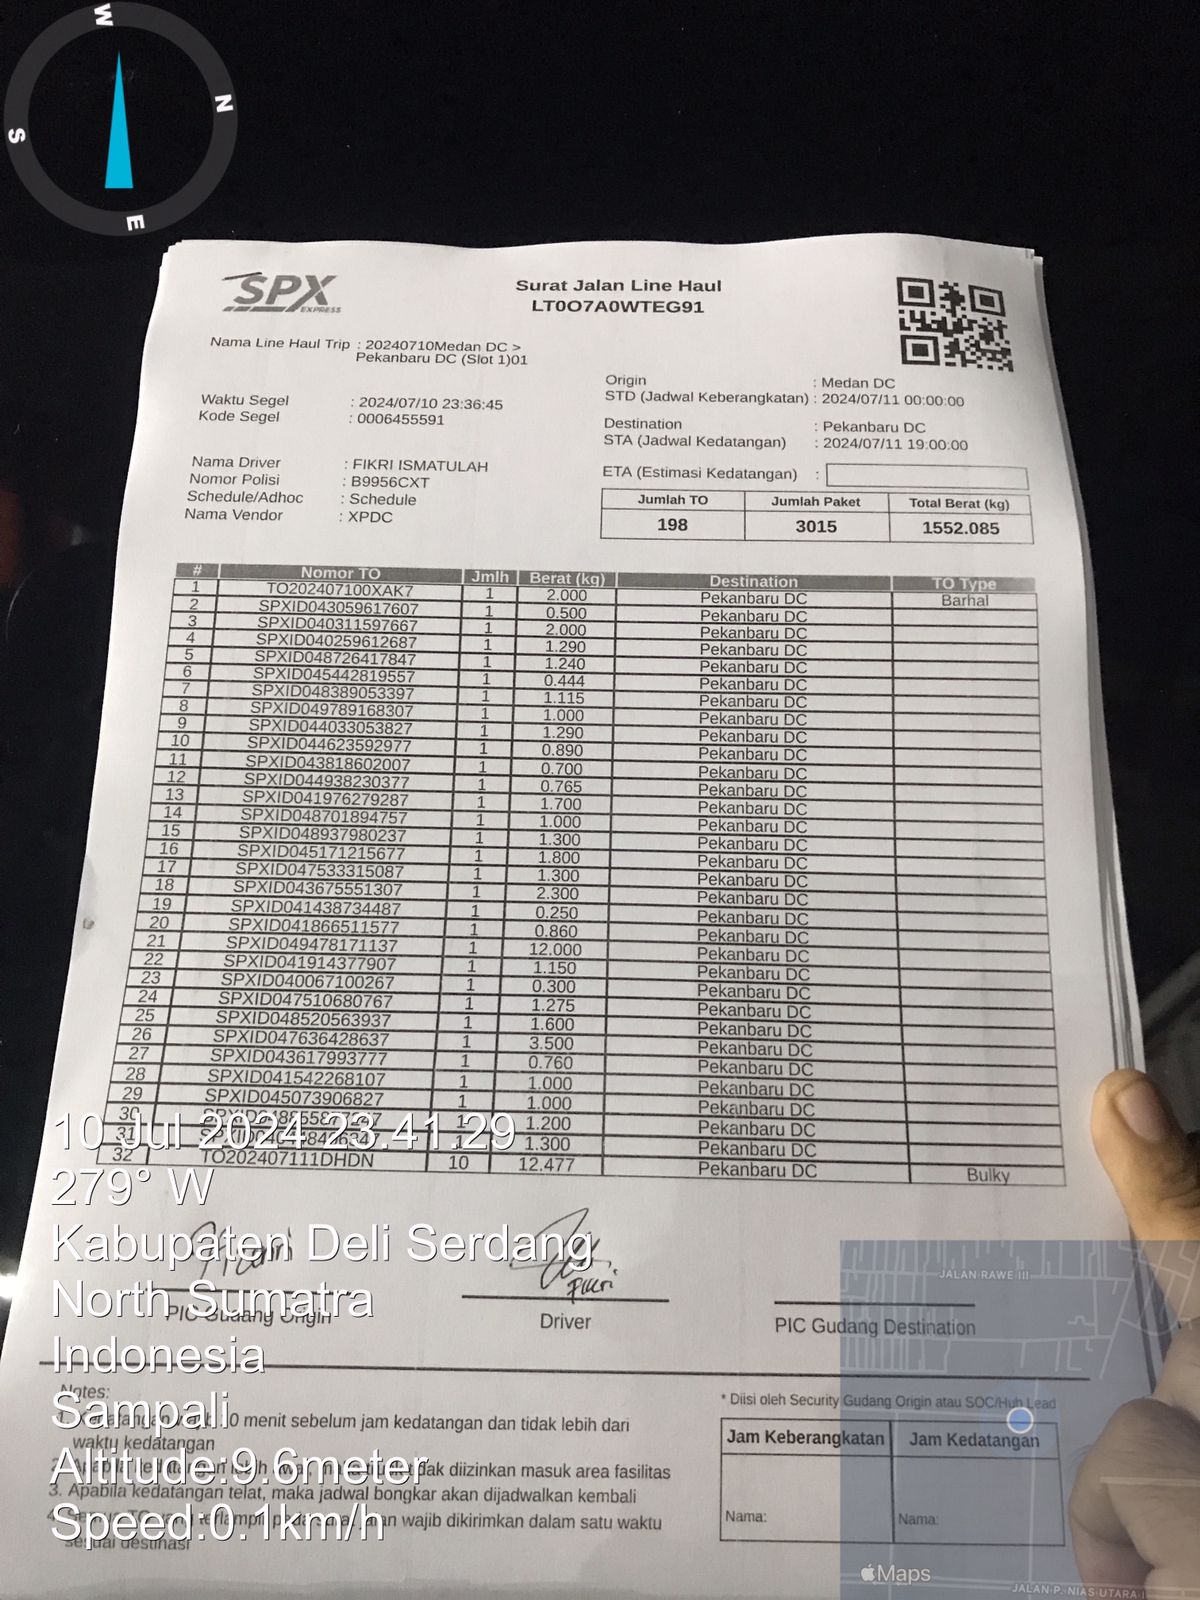 W
N
S
E
SPX
EXPRESS
Surat Jalan Line Haul
LT0O7A0WTEG91
Nama Line Haul Trip : 20240710Medan DC >
Pekanbaru DC (Slot 1)01
Waktu Segel : 2024/07/10 23:36:45
Kode Segel : 0006455591
Nama Driver : FIKRI ISMATULAH
Nomor Polisi : B9956CXT
Schedule/Adhoc : Schedule
Nama Vendor : XPDC
Origin : Medan DC
STD (Jadwal Keberangkatan) : 2024/07/11 00:00:00
Destination : Pekanbaru DC
STA (Jadwal Kedatangan) : 2024/07/11 19:00:00
ETA (Estimasi Kedatangan) :
Jumlah TO Jumlah Paket Total Berat (kg)
198 3015 1552.085
# Nomor TO Jmlh Berat (kg) Destination TO Type
1 TO202407100XAK7 1 2.000 Pekanbaru DC Barhal
2 SPXID043059617607 1 0.500 Pekanbaru DC
3 SPXID040311597667 1 2.000 Pekanbaru DC
4 SPXID040259612687 1 1.290 Pekanbaru DC
5 SPXID048726417847 1 1.240 Pekanbaru DC
6 SPXID045442819557 1 0.444 Pekanbaru DC
7 SPXID048389053397 1 1.115 Pekanbaru DC
8 SPXID049789168307 1 1.000 Pekanbaru DC
9 SPXID044033053827 1 1.290 Pekanbaru DC
10 SPXID044623592977 1 0.890 Pekanbaru DC
11 SPXID043818602007 1 0.700 Pekanbaru DC
12 SPXID044938230377 1 0.765 Pekanbaru DC
13 SPXID041976279287 1 1.700 Pekanbaru DC
14 SPXID048701894757 1 1.000 Pekanbaru DC
15 SPXID048937980237 1 1.300 Pekanbaru DC
16 SPXID045171215677 1 1.800 Pekanbaru DC
17 SPXID047533315087 1 1.300 Pekanbaru DC
18 SPXID043675551307 1 2.300 Pekanbaru DC
19 SPXID041438734487 1 0.250 Pekanbaru DC
20 SPXID041866511577 1 0.860 Pekanbaru DC
21 SPXID049478171137 1 12.000 Pekanbaru DC
22 SPXID041914377907 1 1.150 Pekanbaru DC
23 SPXID040067100267 1 0.300 Pekanbaru DC
24 SPXID047510680767 1 1.275 Pekanbaru DC
25 SPXID048520563937 1 1.600 Pekanbaru DC
26 SPXID047636428637 1 3.500 Pekanbaru DC
27 SPXID043617993777 1 0.760 Pekanbaru DC
28 SPXID041542268107 1 1.000 Pekanbaru DC
29 SPXID045073906827 1 1.000 Pekanbaru DC
30 1 1.200 Pekanbaru DC
31 1 1.300 Pekanbaru DC
32 TO202407111DHDN 10 12.477 Pekanbaru DC Bulky
10 Jul 2024 23.41.29
279° W
Kabupaten Deli Serdang
North Sumatra
Indonesia
Sampali
Altitude:9.6meter
Speed:0.1km/h
Fikri
PIC Gudang Origin
Driver
PIC Gudang Destination
Notes:
menit sebelum jam kedatangan dan tidak lebih dari
waktu kedatangan
diizinkan masuk area fasilitas
3. Apabila kedatangan telat, maka jadwal bongkar akan dijadwalkan kembali
jalan wajib dikirimkan dalam satu waktu
sesuai destinasi
* Diisi oleh Security Gudang Origin atau SOC/Hub Lead
Jam Keberangkatan Jam Kedatangan
Nama: Nama:
JALAN RAWE III
Maps
JALAN P. NIAS UTARA I